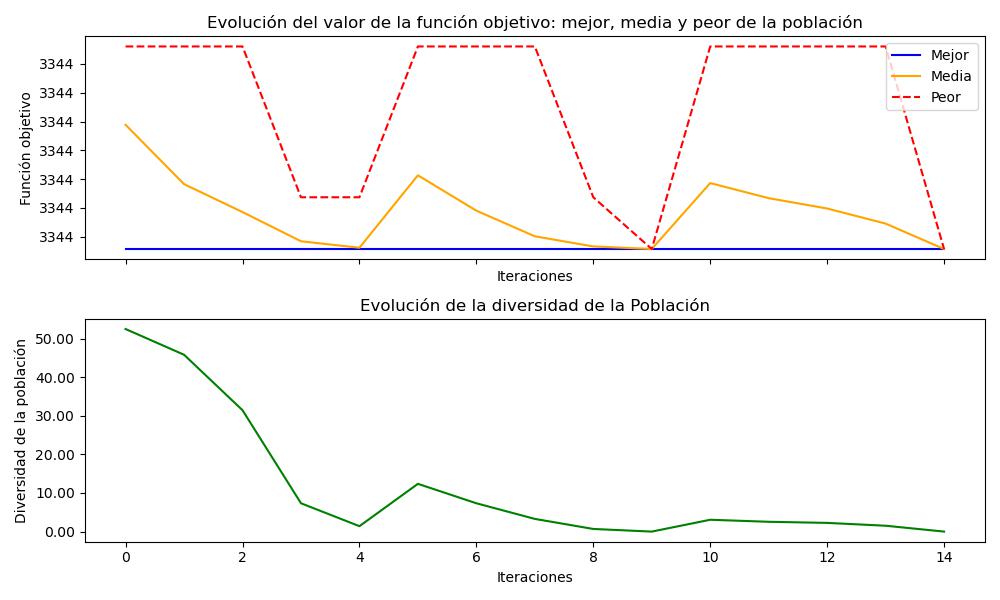 Evolución del valor de la función objetivo: mejor, media y peor de la población
Función objetivo
3344
3344
3344
3344
3344
3344
3344
Mejor
Media
Peor
Iteraciones
Evolución de la diversidad de la Población
Diversidad de la población
50.00
40.00
30.00
20.00
10.00
0.00
0 2 4 6 8 10 12 14
Iteraciones